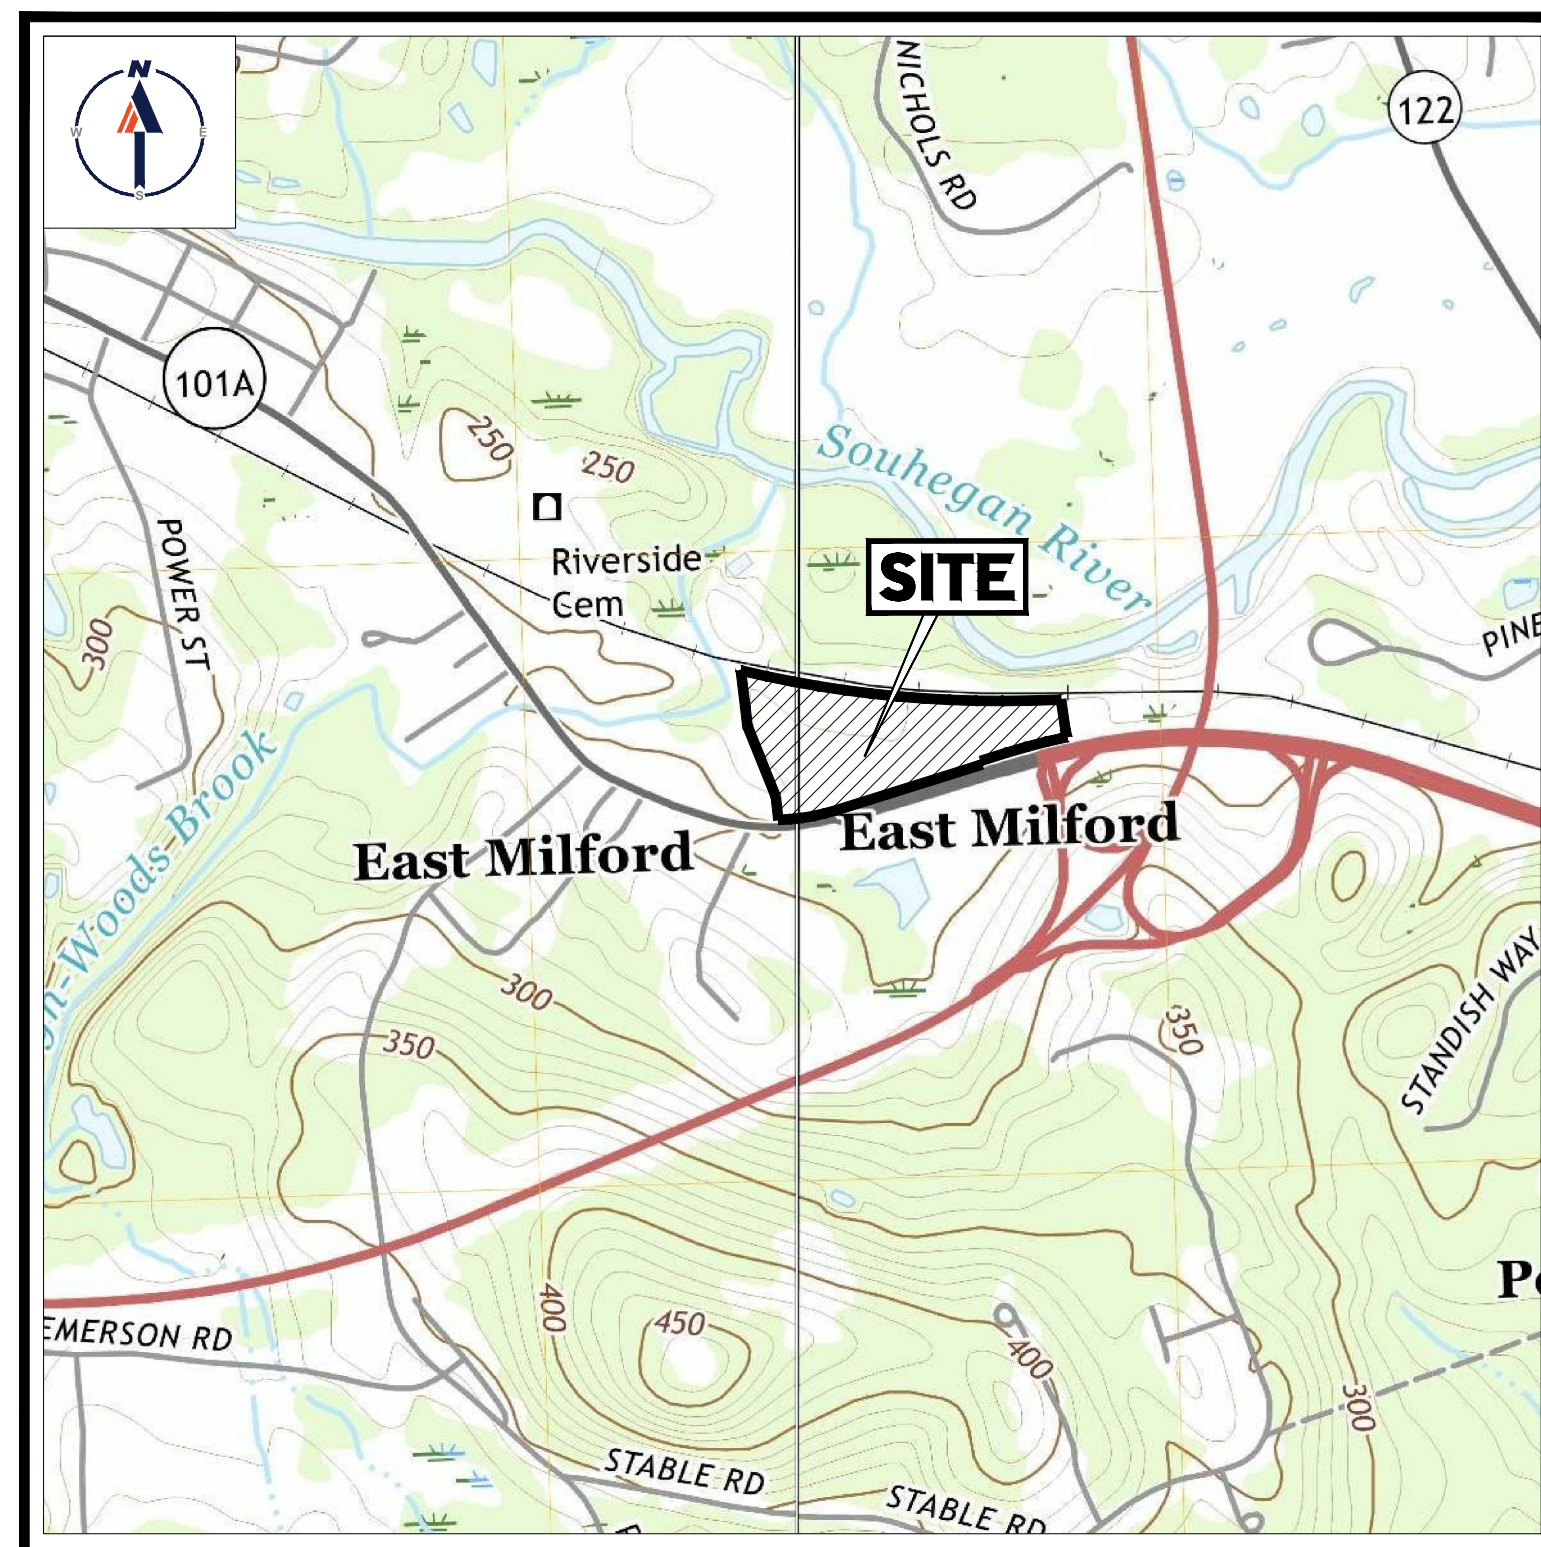 N
W
E
S
NICHOLS RD
122
101A
250
250
Souhegan River
Riverside
Cem
SITE
POWER ST
300
PINE
East Milford
East Milford
Woods Brook
300
350
350
STANDISH WAY
400
450
400
300
EMERSON RD
STABLE RD
STABLE RD